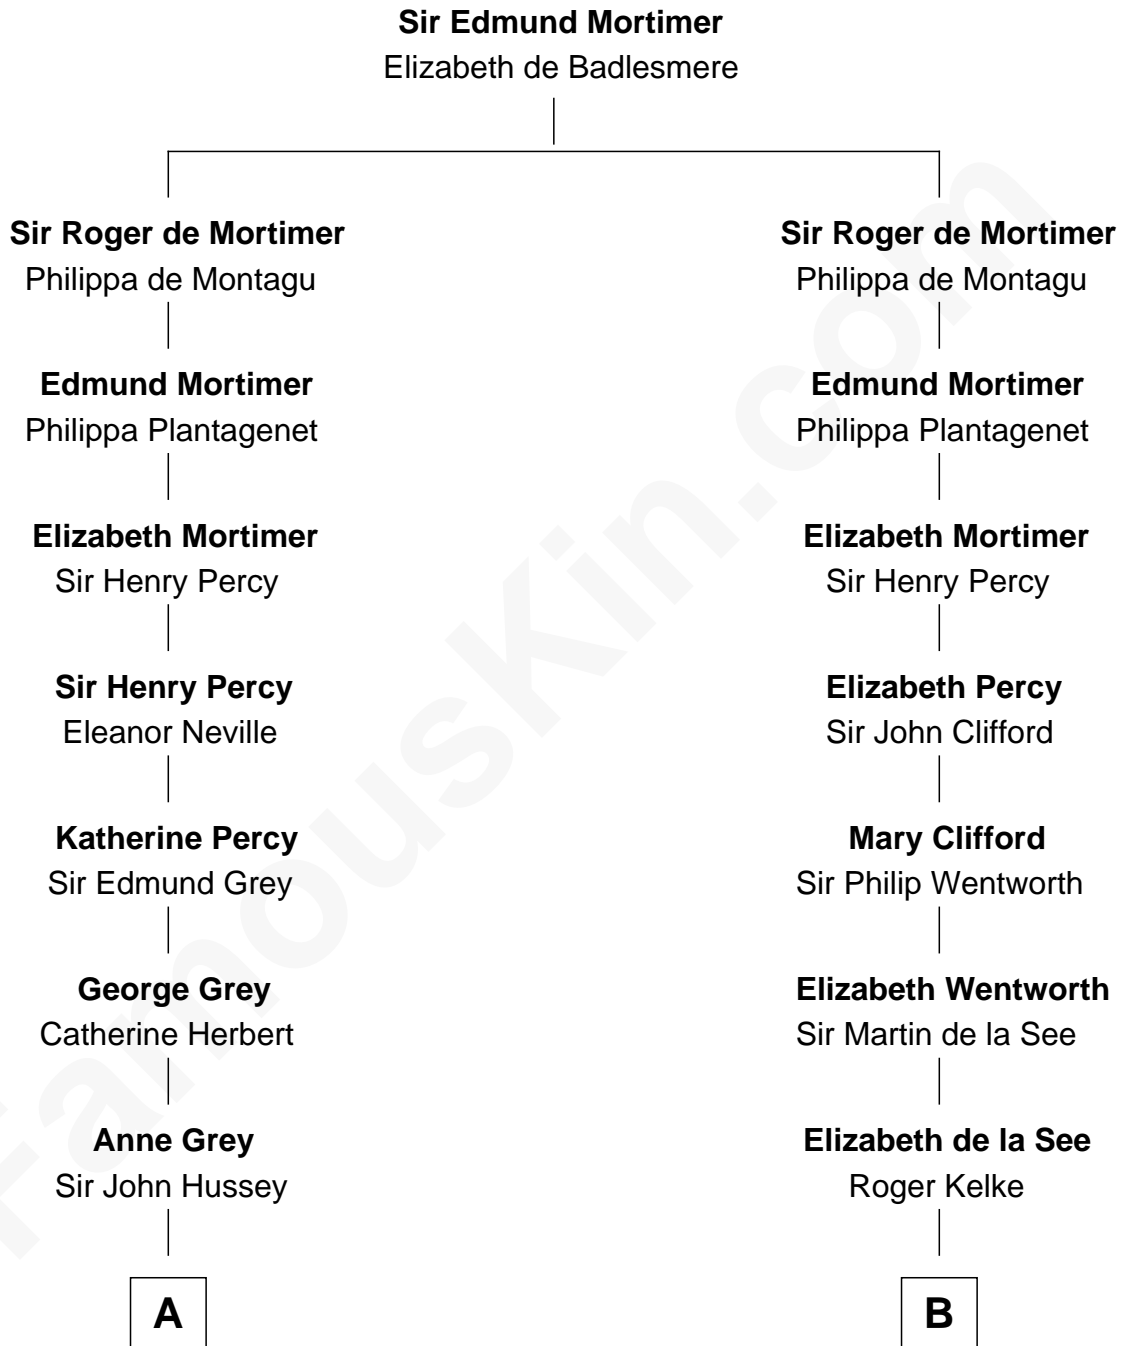 Sir Edmund Mortimer
Elizabeth de Badlesmere
Sir Roger de Mortimer
Philippa de Montagu
Edmund Mortimer
Philippa Plantagenet
Elizabeth Mortimer
Sir Henry Percy
Sir Henry Percy
Eleanor Neville
Katherine Percy
Sir Edmund Grey
George Grey
Catherine Herbert
Anne Grey
Sir John Hussey
A
Sir Roger de Mortimer
Philippa de Montagu
Edmund Mortimer
Philippa Plantagenet
Elizabeth Mortimer
Sir Henry Percy
Elizabeth Percy
Sir John Clifford
Mary Clifford
Sir Philip Wentworth
Elizabeth Wentworth
Sir Martin de la See
Elizabeth de la See
Roger Kelke
B
FamousKin.com